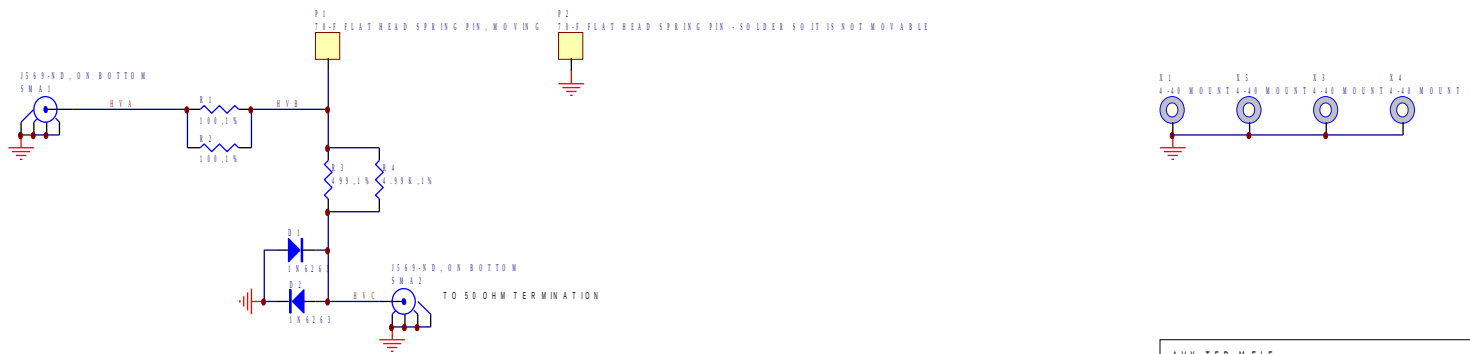 P1
T8-F FLAT HEAD SPRING PIN, MOVING
P2
T8-F FLAT HEAD SPRING PIN - SOLDER SO IT IS NOT MOVABLE
J569-ND, ON BOTTOM
SMA1
HVA
R1
100,1%
HVB
R2
100,1%
X1
4-40 MOUNT
X5
4-40 MOUNT
X3
4-40 MOUNT
X4
4-40 MOUNT
R3
499,1%
R4
4.99K,1%
D1
1N6263
D2
1N6263
HVC
J569-ND, ON BOTTOM
SMA2
TO 50 OHM TERMINATION